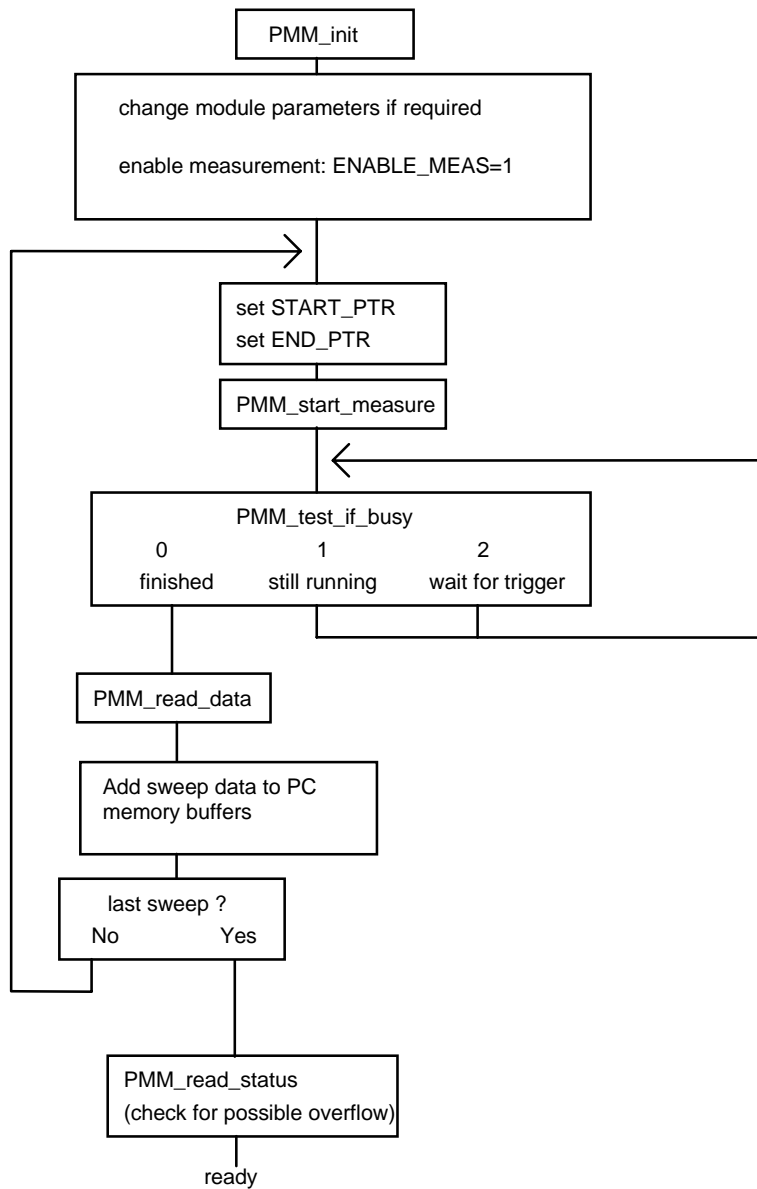 PMM_init
change module parameters if required
enable measurement: ENABLE_MEAS=1
set START_PTR
set END_PTR
PMM_start_measure
PMM_test_if_busy
0 1 2
finished still running wait for trigger
PMM_read_data
Add sweep data to PC
memory buffers
last sweep ?
No Yes
PMM_read_status
(check for possible overflow)
ready